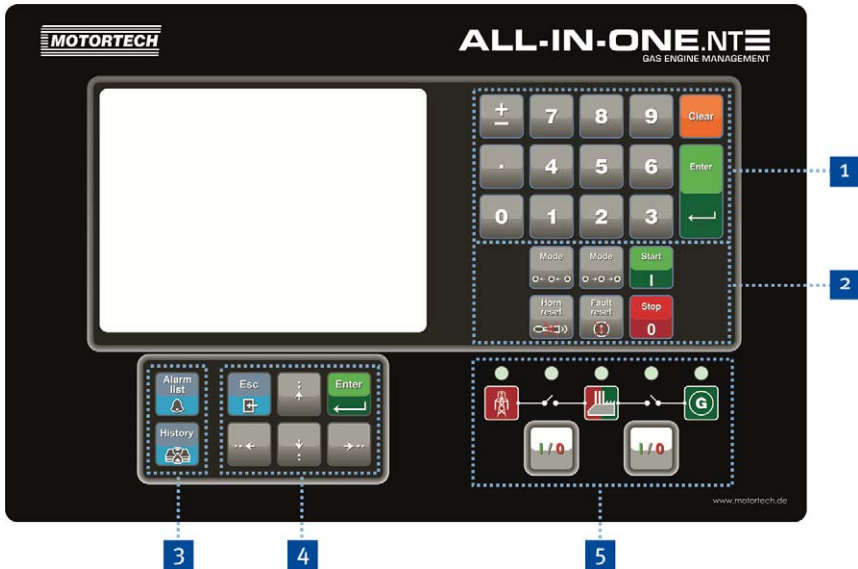 MOTORTECH
ALL-IN-ONE.NT
GAS ENGINE MANAGEMENT
+
−
7
8
9
Clear
.
4
5
6
Enter
1
0
1
2
3
Mode
Mode
Start
O← O← O
O→O→O
I
2
Horn
reset
Fault
reset
Stop
0
Alarm
list
Esc
Enter
History
G
I / 0
I / 0
www.motortech.de
3
4
5